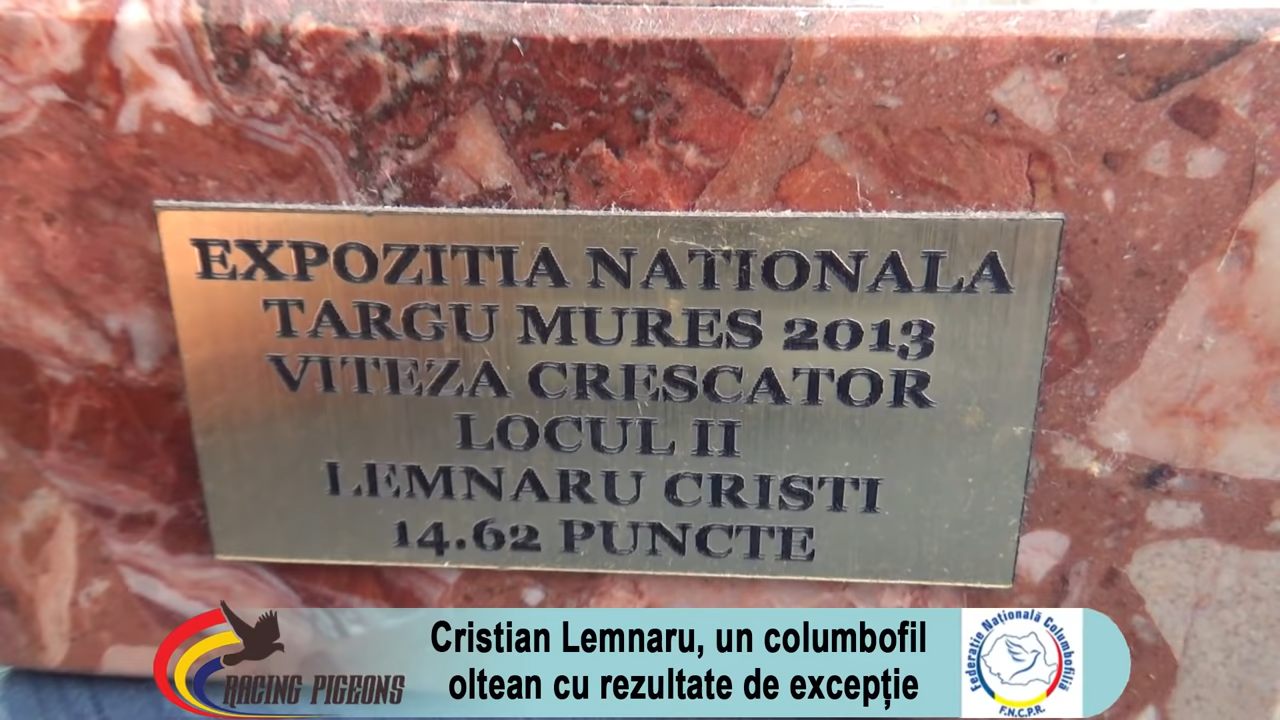 EXPOZITIA NATIONALA
TARGU MURES 2013
VITEZA CRESCATOR
LOCUL II
LEMNARU CRISTI
14.62 PUNCTE
Cristian Lemnaru, un columbofil
oltean cu rezultate de excepție
RACING PIGEONS
Federația Națională Columbofilă
F.N.C.P.R.